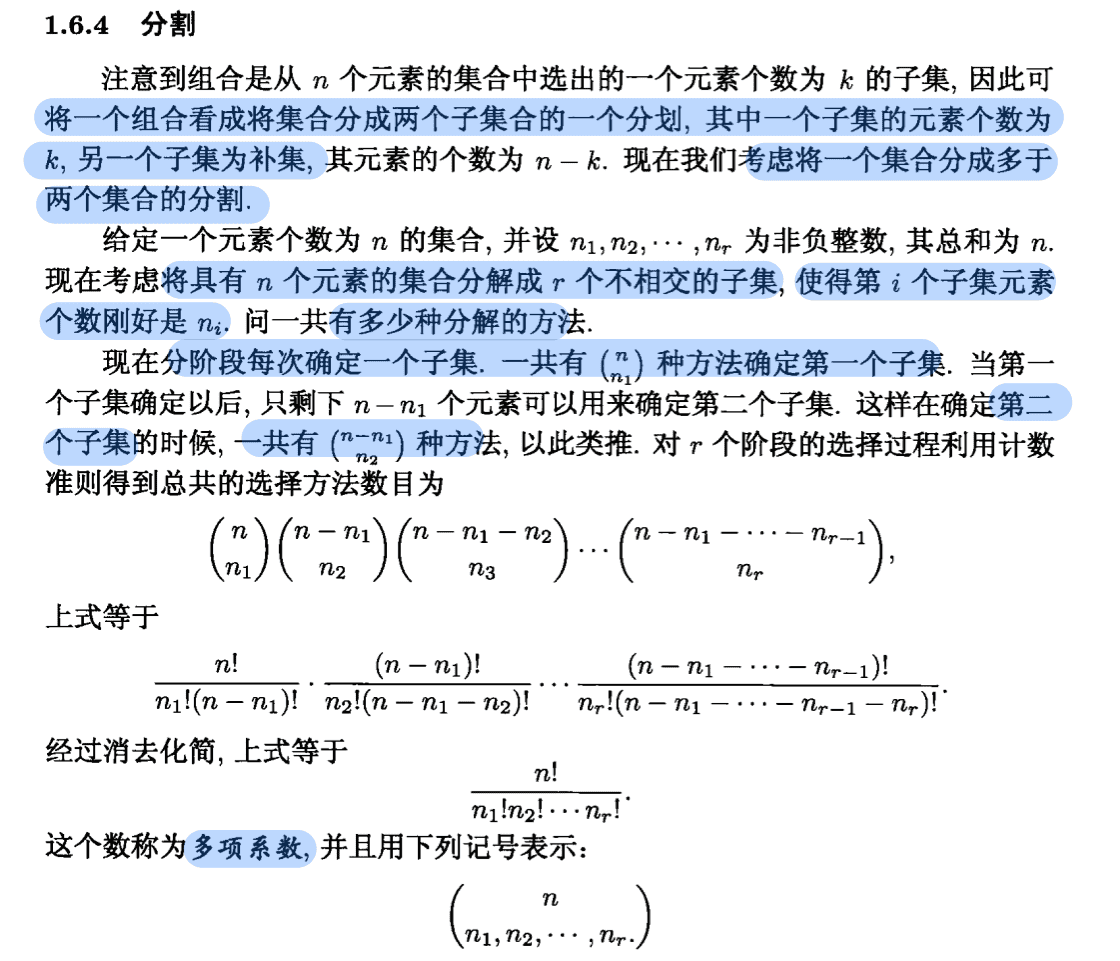 1.6.4 分割
注意到组合是从 n 个元素的集合中选出的一个元素个数为 k 的子集, 因此可
将一个组合看成将集合分成两个子集合的一个分划, 其中一个子集的元素个数为
k, 另一个子集为补集, 其元素的个数为 n − k. 现在我们考虑将一个集合分成多于
两个集合的分割.
给定一个元素个数为 n 的集合, 并设 n₁, n₂, ⋯ , nᵣ 为非负整数, 其总和为 n.
现在考虑将具有 n 个元素的集合分解成 r 个不相交的子集, 使得第 i 个子集元素
个数刚好是 nᵢ. 问一共有多少种分解的方法.
现在分阶段每次确定一个子集. 一共有 \binom{n}{n_1} 种方法确定第一个子集. 当第一
个子集确定以后, 只剩下 n − n₁ 个元素可以用来确定第二个子集. 这样在确定第二
个子集的时候, 一共有 \binom{n-n_1}{n_2} 种方法, 以此类推. 对 r 个阶段的选择过程利用计数
准则得到总共的选择方法数目为
\binom{n}{n_1}\binom{n-n_1}{n_2}\binom{n-n_1-n_2}{n_3}\cdots\binom{n-n_1-\cdots-n_{r-1}}{n_r},
上式等于
\frac{n!}{n_1!(n-n_1)!}\cdot\frac{(n-n_1)!}{n_2!(n-n_1-n_2)!}\cdots\frac{(n-n_1-\cdots-n_{r-1})!}{n_r!(n-n_1-\cdots-n_{r-1}-n_r)!}.
经过消去化简, 上式等于
\frac{n!}{n_1!n_2!\cdots n_r!}.
这个数称为多项系数, 并且用下列记号表示:
\binom{n}{n_1, n_2, \cdots, n_r.}